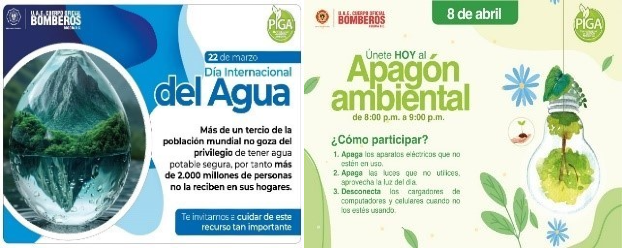 U.A.E. CUERPO OFICIAL
BOMBEROS
PIGA
22 de marzo
Día Internacional
del Agua
Más de un tercio de la
población mundial no goza del
privilegio de tener agua
potable segura, por tanto más
de 2.000 millones de personas
no la reciben en sus hogares.
Te invitamos a cuidar de este
recurso tan importante
U.A.E. CUERPO OFICIAL
BOMBEROS
8 de abril
PIGA
Únete HOY al
Apagón
ambiental
de 8:00 p.m. a 9:00 p.m.
¿Cómo participar?
1. Apaga los aparatos eléctricos que no
estén en uso.
2. Apaga las luces que no utilices,
aprovecha la luz del día.
3. Desconecta los cargadores de
computadores y celulares cuando no
los estés usando.